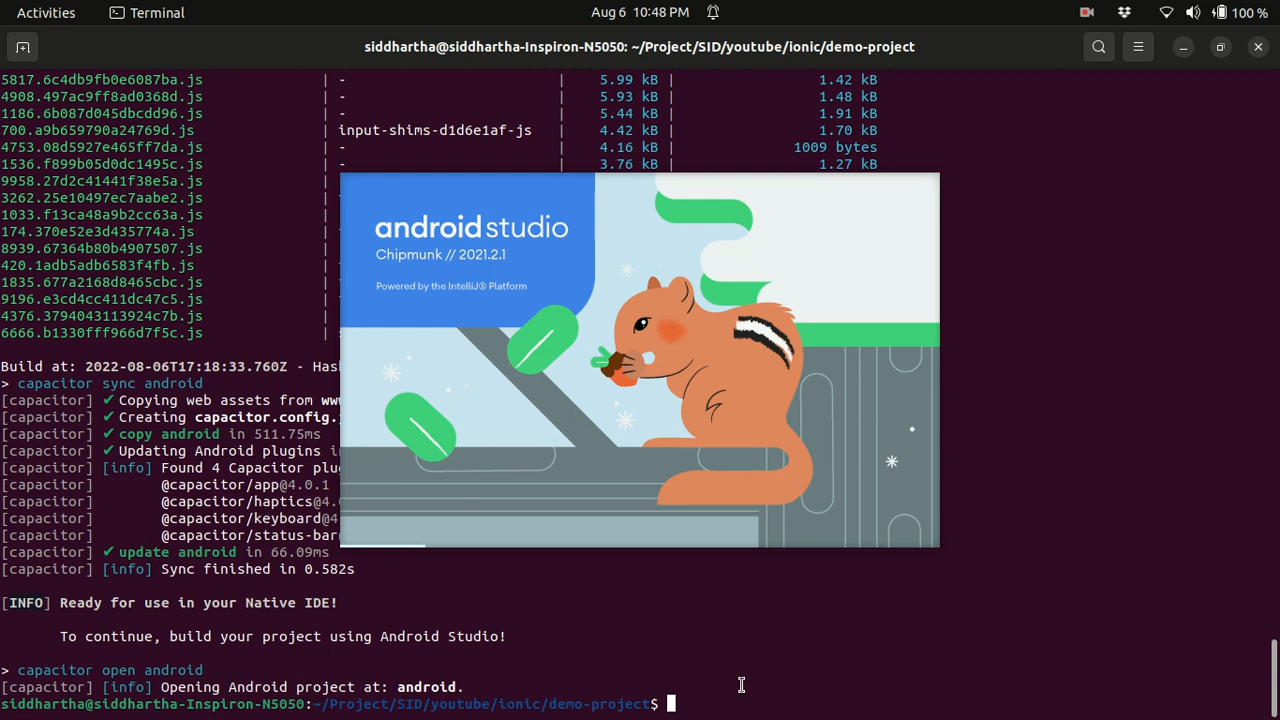 Activities
Terminal
Aug 6 10:48 PM
100 %
siddhartha@siddhartha-Inspiron-N5050: ~/Project/SID/youtube/ionic/demo-project
5817.6c4db9fb0e6087ba.js | - | 5.99 kB | 1.42 kB
4908.497ac9ff8ad0368d.js | - | 5.93 kB | 1.48 kB
1186.6b087d045dbcdd96.js | - | 5.44 kB | 1.91 kB
700.a9b659790a24769d.js | input-shims-d1d6e1af-js | 4.42 kB | 1.70 kB
4753.08d5927e465ff7da.js | - | 4.16 kB | 1009 bytes
1536.f899b05d0dc1495c.js | - | 3.76 kB | 1.27 kB
9958.27d2c41441f38e5a.js
3262.25e10497ec7aabe2.js
1033.f13ca48a9b2cc63a.js
174.370e52e3d435774a.js
8939.67364b80b4907507.js
420.1adb5adb6583f4fb.js
1835.677a2168d8465cbc.js
9196.e3cd4cc411dc47c5.js
4376.3794043113924c7b.js
6666.b1330fff966d7f5c.js
android studio
Chipmunk // 2021.2.1
Powered by the IntelliJ® Platform
Build at: 2022-08-06T17:18:33.760Z - Has
> capacitor sync android
[capacitor] ✔ Copying web assets from ww
[capacitor] ✔ Creating capacitor.config.
[capacitor] ✔ copy android in 511.75ms
[capacitor] ✔ Updating Android plugins i
[capacitor] [info] Found 4 Capacitor plu
[capacitor] @capacitor/app@4.0.1
[capacitor] @capacitor/haptics@4.
[capacitor] @capacitor/keyboard@4
[capacitor] @capacitor/status-bar
[capacitor] ✔ update android in 66.09ms
[capacitor] [info] Sync finished in 0.582s
[INFO] Ready for use in your Native IDE!
To continue, build your project using Android Studio!
> capacitor open android
[capacitor] [info] Opening Android project at: android.
siddhartha@siddhartha-Inspiron-N5050:~/Project/SID/youtube/ionic/demo-project$